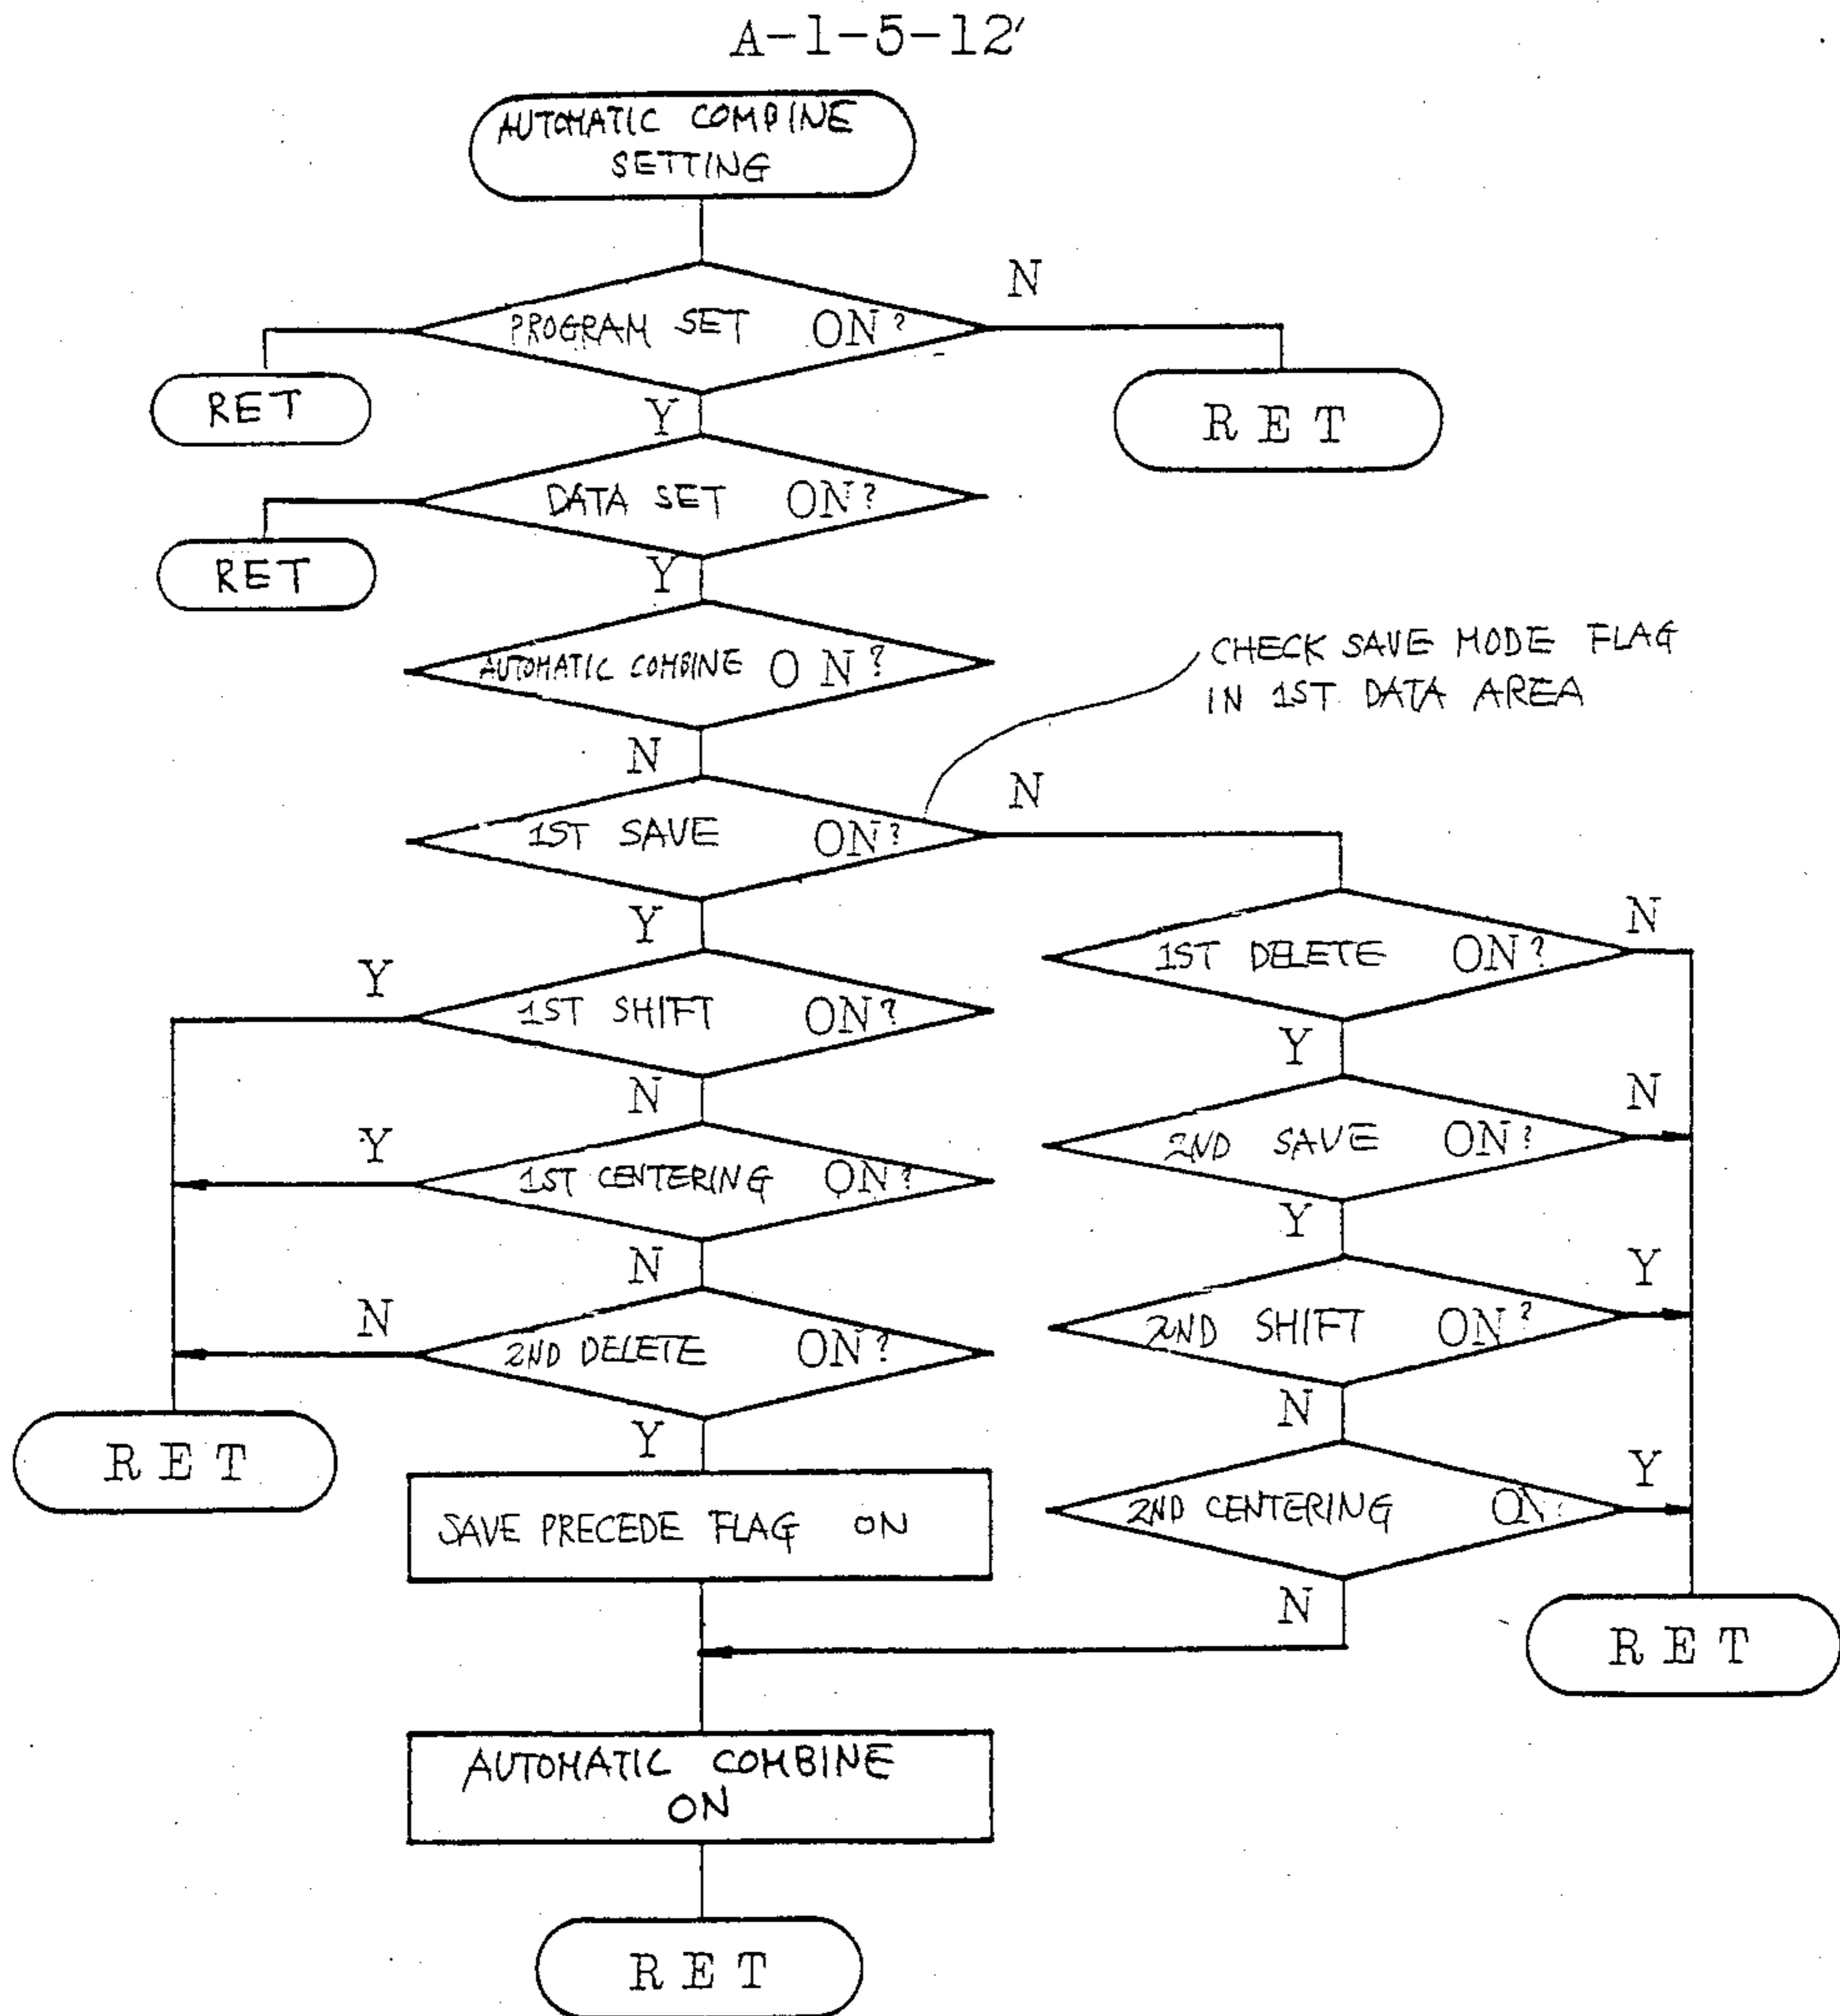 A-1-5-12'
AUTOMATIC COMBINE
SETTING
PROGRAM SET ON?
N
RET
RET
Y
DATA SET ON?
RET
Y
AUTOMATIC COMBINE ON?
CHECK SAVE MODE FLAG
IN 1ST. DATA AREA
N
1ST SAVE ON?
N
Y
1ST DELETE ON?
N
Y
1ST SHIFT ON?
Y
N
2ND SAVE ON?
N
Y
1ST CENTERING ON?
Y
N
2ND SHIFT ON?
Y
N
2ND DELETE ON?
N
RET
Y
2ND CENTERING ON?
Y
SAVE PRECEDE FLAG ON
N
RET
AUTOMATIC COMBINE
ON
RET